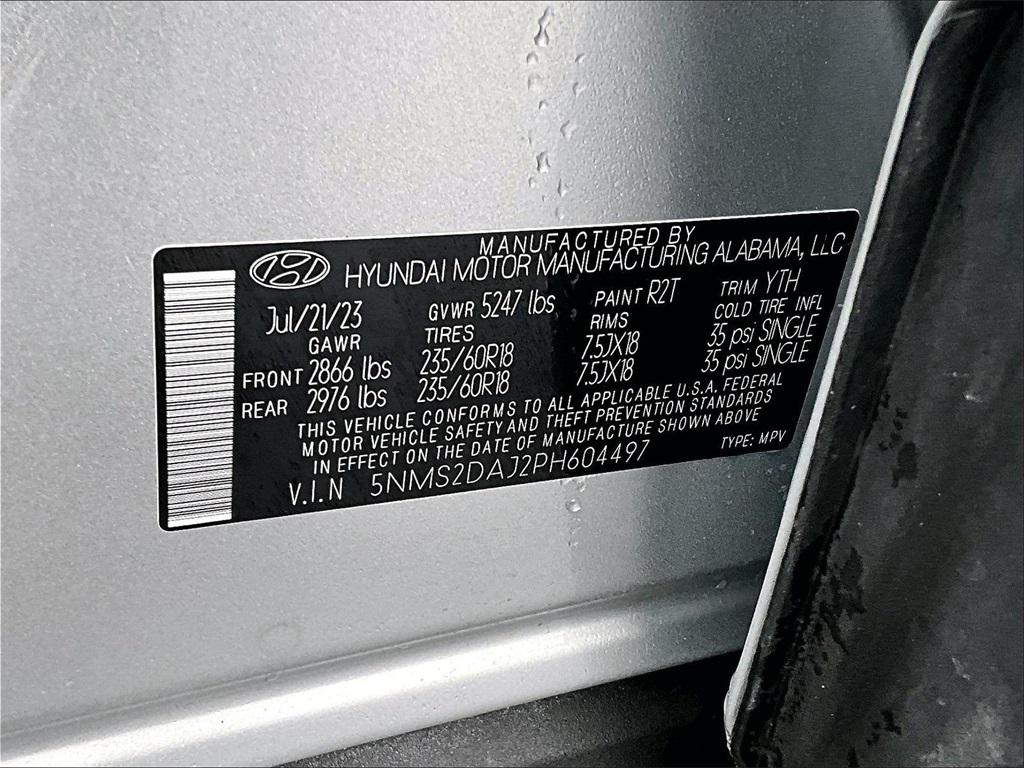 MANUFACTURED BY
HYUNDAI MOTOR MANUFACTURING ALABAMA, LLC
Jul/21/23 GVWR 5247 lbs PAINT R2T TRIM YTH
GAWR TIRES RIMS COLD TIRE INFL
FRONT 2866 lbs 235/60R18 7.5JX18 35 psi SINGLE
REAR 2976 lbs 235/60R18 7.5JX18 35 psi SINGLE
THIS VEHICLE CONFORMS TO ALL APPLICABLE U.S.A. FEDERAL
MOTOR VEHICLE SAFETY AND THEFT PREVENTION STANDARDS
IN EFFECT ON THE DATE OF MANUFACTURE SHOWN ABOVE
V.I.N 5NMS2DAJ2PH604497 TYPE: MPV